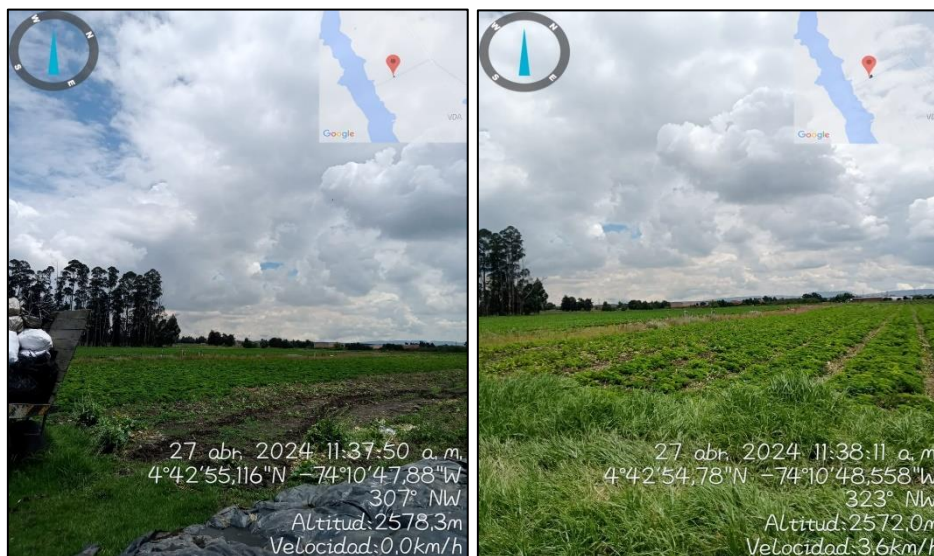 W
N
S
E
Google
VDA.
27 abr. 2024 11:37:50 a. m.
4°42'55,116"N -74°10'47,88"W
307° NW
Altitud:2578,3m
Velocidad:0,0km/h
W
N
S
E
Google
27 abr. 2024 11:38:11 a. m
4°42'54,78"N -74°10'48,558"W
323° NW
Altitud:2572,0m
Velocidad:3,6km/h